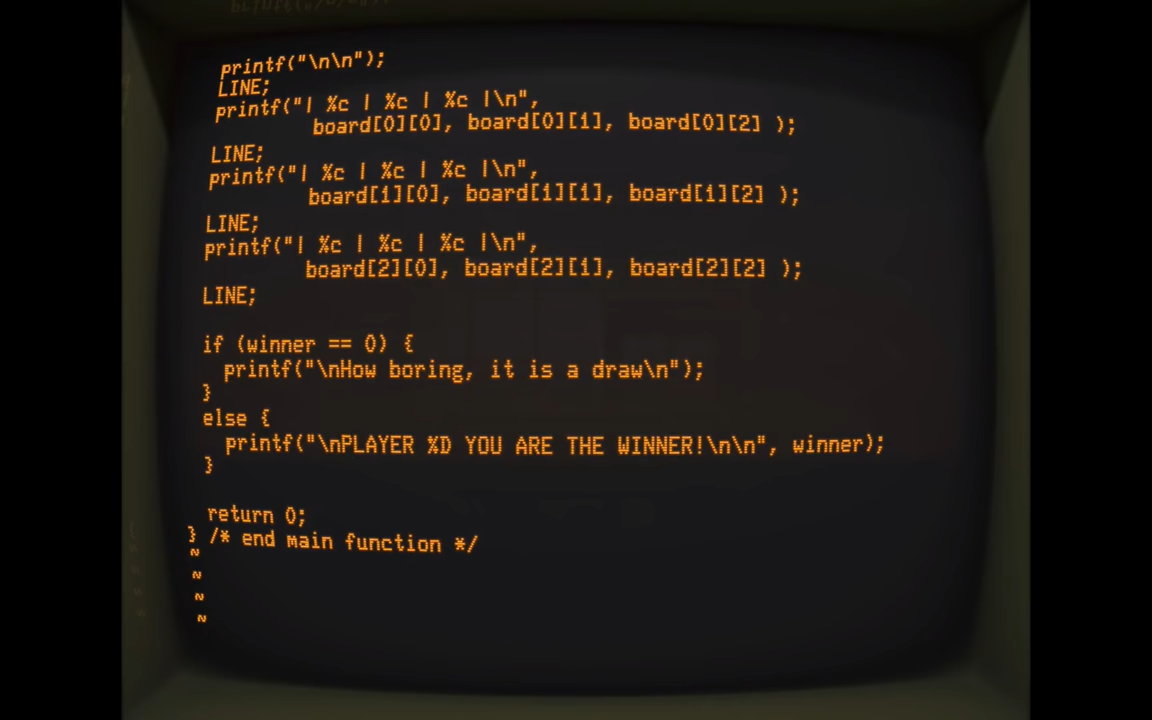 printf("\n\n");
LINE;
printf("| %c | %c | %c |\n",
board[0][0], board[0][1], board[0][2] );
LINE;
printf("| %c | %c | %c |\n",
board[1][0], board[1][1], board[1][2] );
LINE;
printf("| %c | %c | %c |\n",
board[2][0], board[2][1], board[2][2] );
LINE;
if (winner == 0) {
printf("\nHow boring, it is a draw\n");
}
else {
printf("\nPLAYER %D YOU ARE THE WINNER!\n\n", winner);
}
return 0;
} /* end main function */
~
~
~
~